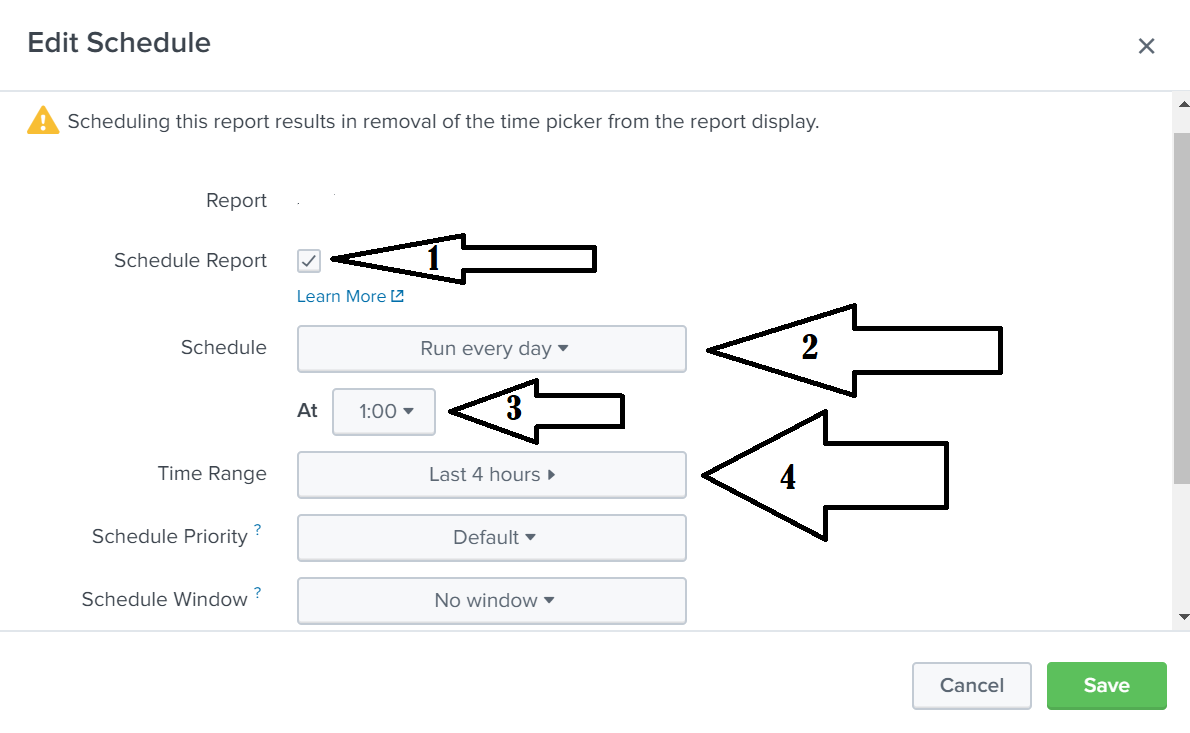 Edit Schedule
Scheduling this report results in removal of the time picker from the report display.
Report
Schedule Report 1
Learn More
Schedule Run every day 2
At 1:00 3
Time Range Last 4 hours 4
Schedule Priority ? Default
Schedule Window ? No window
Cancel Save